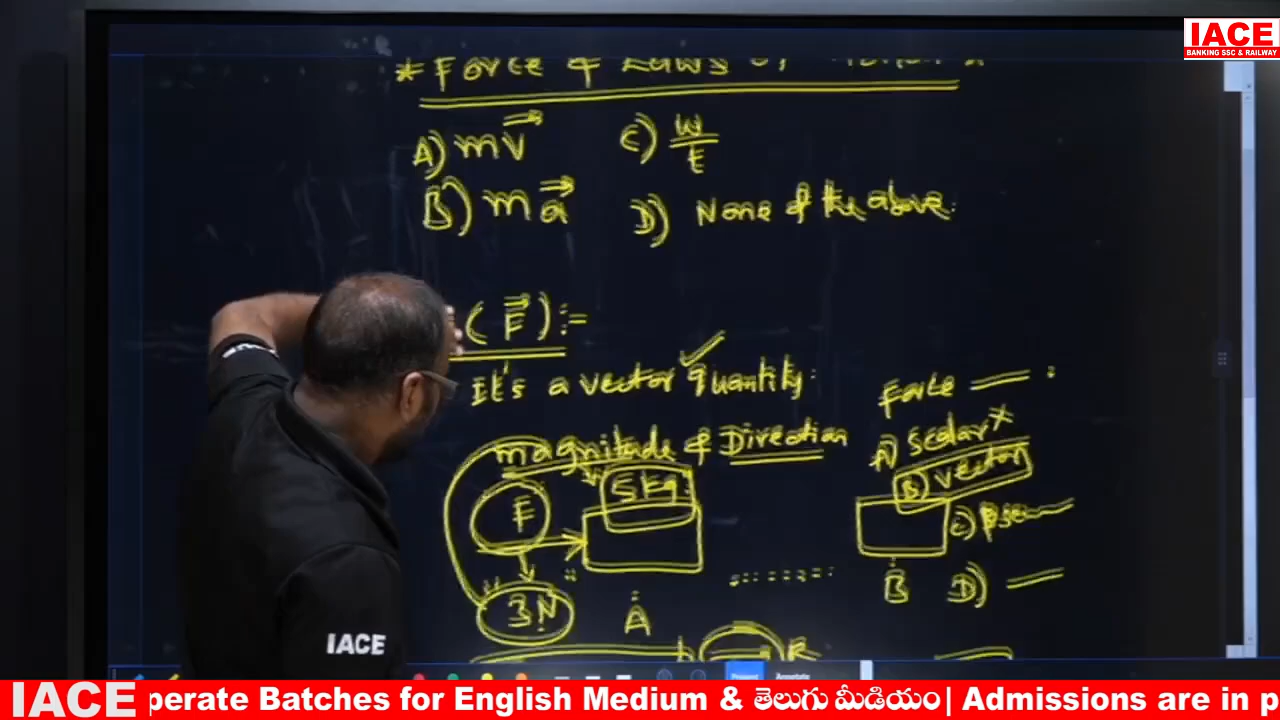 IACE
BANKING SSC & RAILWAY
* Force & Laws of Motion *
A) mv C) W/t
B) ma D) None of the above.
(F) :=
It's a vector Quantity:
Force
magnitude & Direction
A) scalar x
5kg
B) vector
F
C)
3N
A
B D)
IACE
IACE
perate Batches for English Medium & తెలుగు మీడియం| Admissions are in p